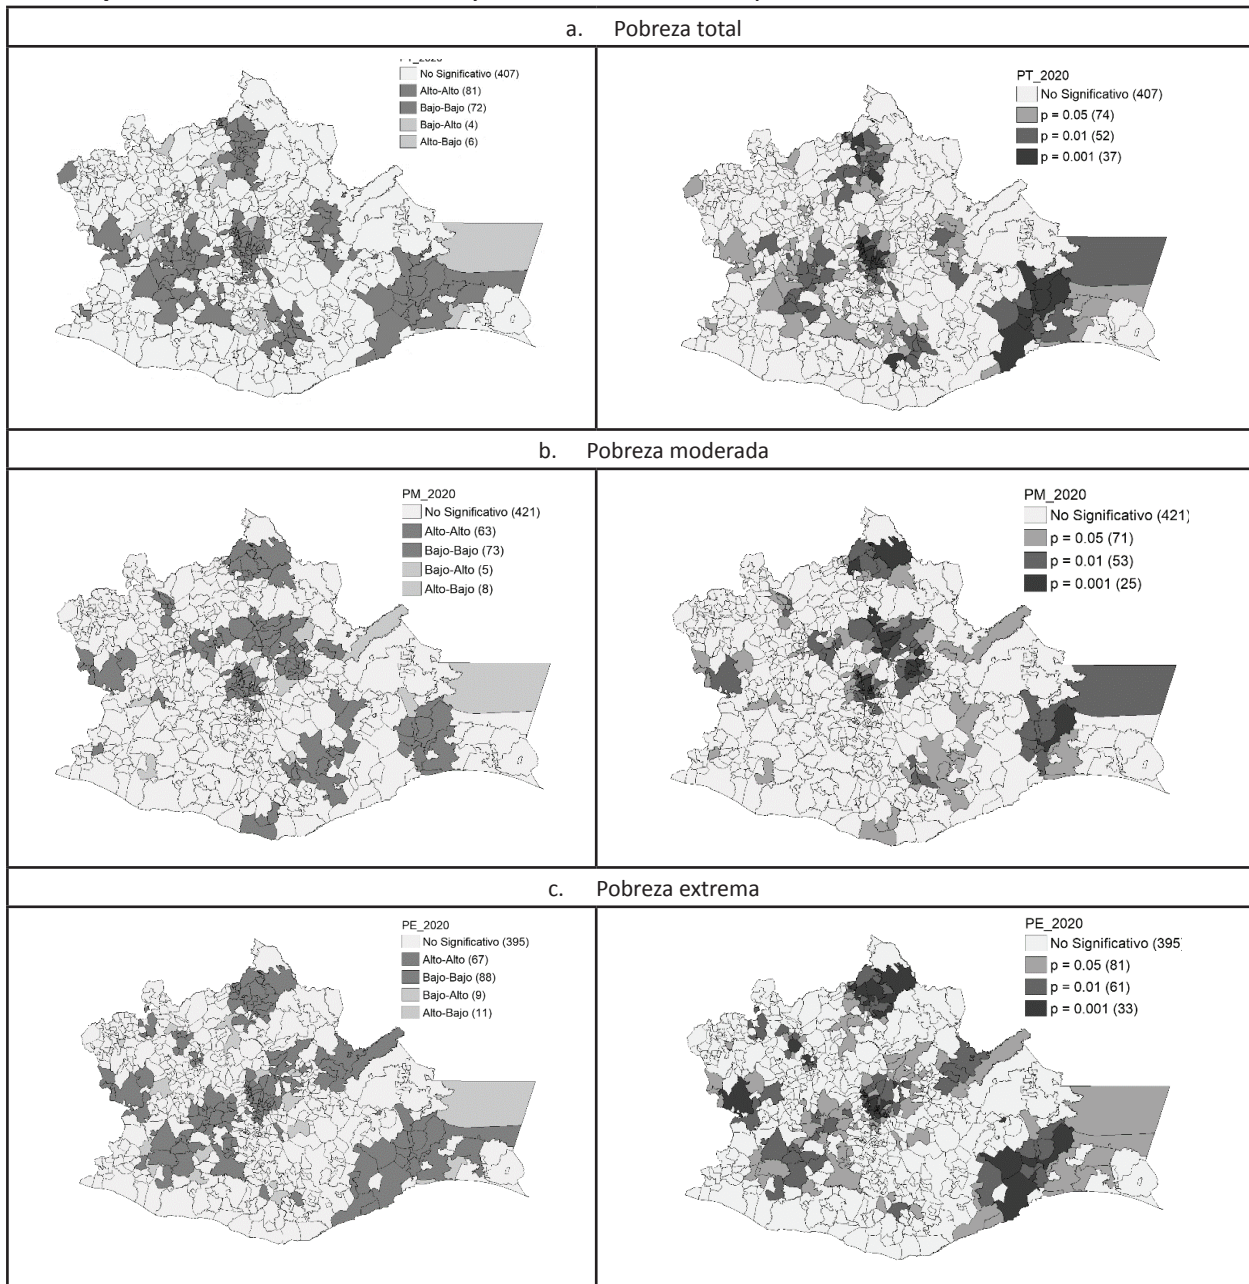 a. Pobreza total
No Significativo (407)
Alto-Alto (81)
Bajo-Bajo (72)
Bajo-Alto (4)
Alto-Bajo (6)
PT_2020
No Significativo (407)
p = 0.05 (74)
p = 0.01 (52)
p = 0.001 (37)
b. Pobreza moderada
PM_2020
No Significativo (421)
Alto-Alto (63)
Bajo-Bajo (73)
Bajo-Alto (5)
Alto-Bajo (8)
PM_2020
No Significativo (421)
p = 0.05 (71)
p = 0.01 (53)
p = 0.001 (25)
c. Pobreza extrema
PE_2020
No Significativo (395)
Alto-Alto (67)
Bajo-Bajo (88)
Bajo-Alto (9)
Alto-Bajo (11)
PE_2020
No Significativo (395)
p = 0.05 (81)
p = 0.01 (61)
p = 0.001 (33)